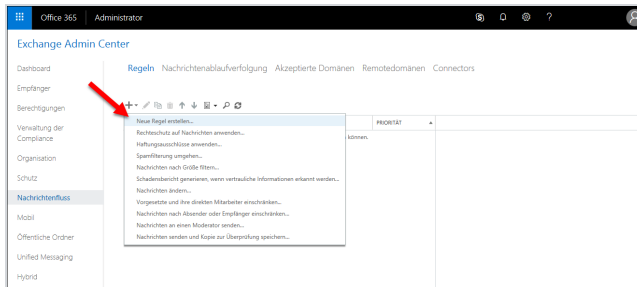 Office 365 Administrator
?
Exchange Admin Center
Dashboard
Empfänger
Berechtigungen
Verwaltung der
Compliance
Organisation
Schutz
Nachrichtenfluss
Mobil
Öffentliche Ordner
Unified Messaging
Hybrid
Regeln Nachrichtenablaufverfolgung Akzeptierte Domänen Remotedomänen Connectors
Neue Regel erstellen...
Rechteschutz auf Nachrichten anwenden...
Haftungsausschlüsse anwenden...
Spamfilterung umgehen...
Nachrichten nach Größe filtern...
Schadensbericht generieren, wenn vertrauliche Informationen erkannt werden...
Nachrichten ändern...
Vorgesetzte und ihre direkten Mitarbeiter einschränken...
Nachrichten nach Absender oder Empfänger einschränken...
Nachrichten an einen Moderator senden...
Nachrichten senden und Kopie zur Überprüfung speichern...
PRIORITÄT
können.